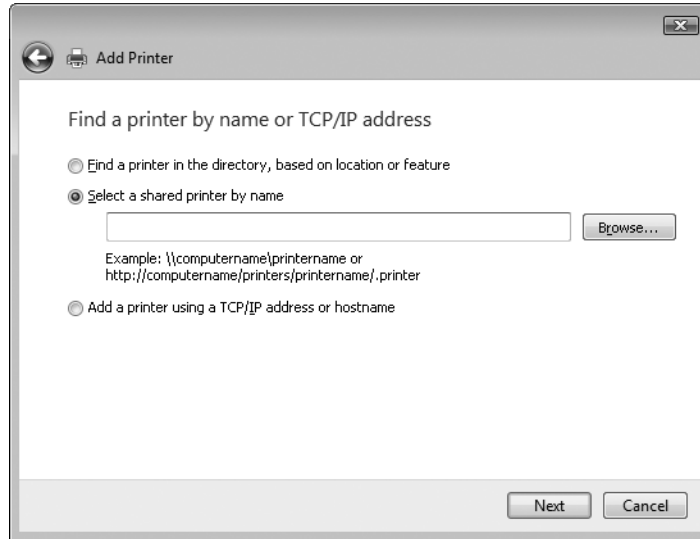 Add Printer
Find a printer by name or TCP/IP address
Find a printer in the directory, based on location or feature
Select a shared printer by name
Browse...
Example: \\computername\printername or
http://computername/printers/printername/.printer
Add a printer using a TCP/IP address or hostname
Next Cancel